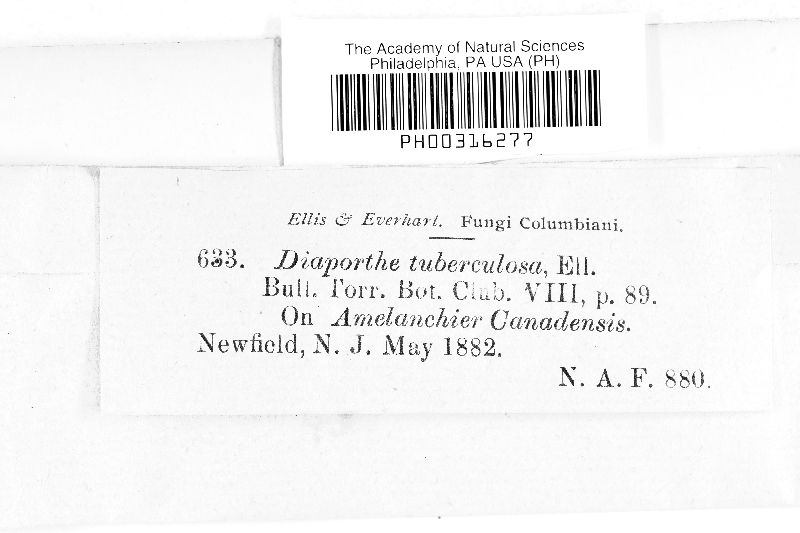 The Academy of Natural Sciences
Philadelphia, PA USA (PH)
PH00316277
Ellis & Everhart. Fungi Columbiani.
633. Diaporthe tuberculosa, Ell.
Bull. Torr. Bot. Club. VIII, p. 89.
On Amelanchier Canadensis.
Newfield, N. J. May 1882.
N. A. F. 880.